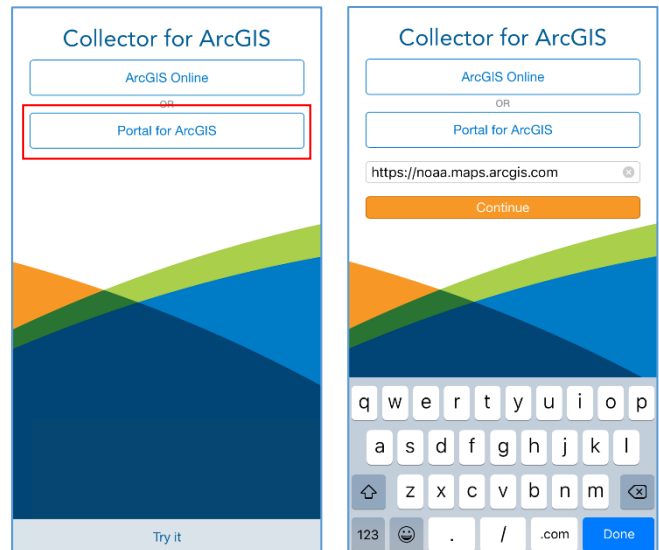 Collector for ArcGIS
ArcGIS Online
OR
Portal for ArcGIS
Try it
Collector for ArcGIS
ArcGIS Online
OR
Portal for ArcGIS
https://noaa.maps.arcgis.com
Continue
q w e r t y u i o p
a s d f g h j k l
z x c v b n m
123 . / .com Done